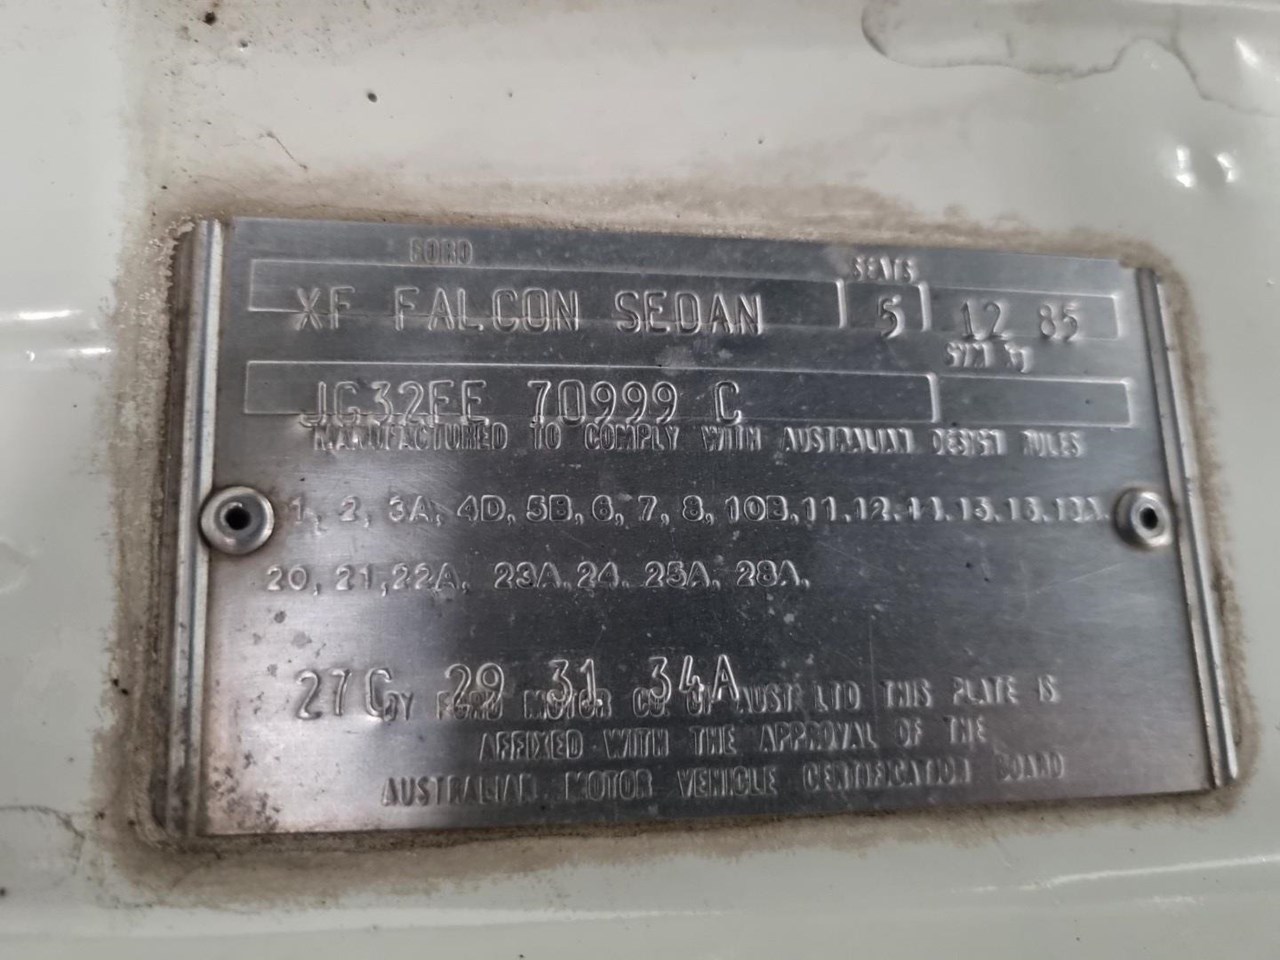 FORD
SEATS
XF FALCON SEDAN 5 12 85
SYM
JG32EE 70999 C
MANUFACTURED TO COMPLY WITH AUSTRALIAN DESIGN RULES
1, 2, 3A, 4D, 5B, 6, 7, 8, 10B, 11, 12,
20, 21, 22A, 23A, 24, 25A, 28A,
27C 29 31 34A
BY FORD MOTOR CO OF AUST LTD THIS PLATE IS
AFFIXED WITH THE APPROVAL OF THE
AUSTRALIAN MOTOR VEHICLE CERTIFICATION BOARD